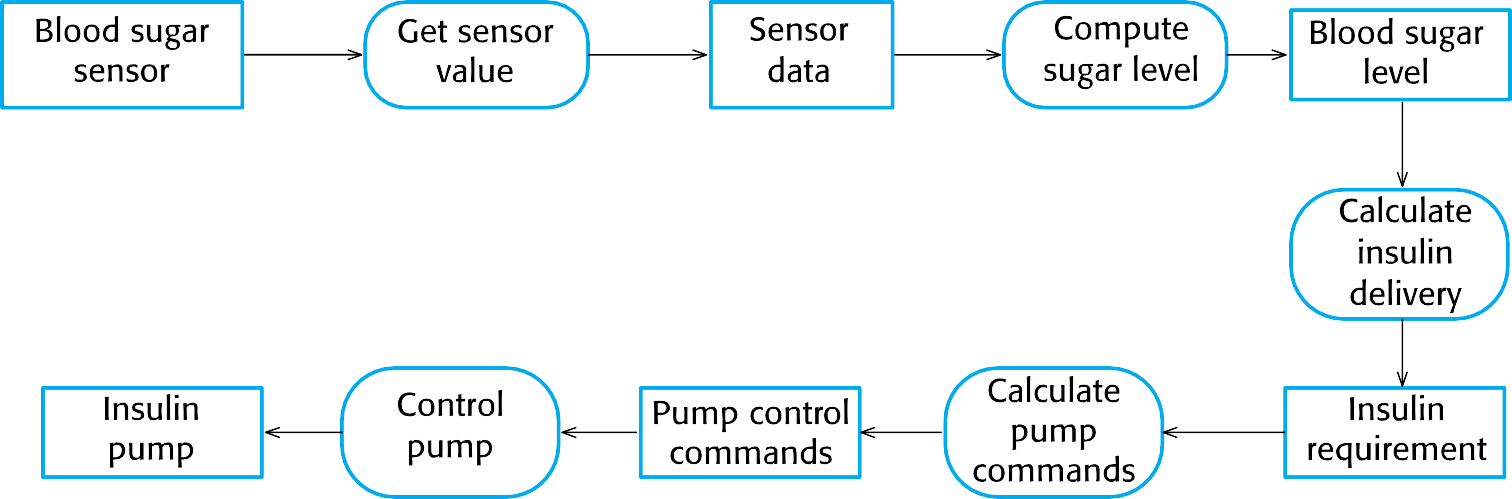 Blood sugar
sensor
Get sensor
value
Sensor
data
Compute
sugar level
Blood sugar
level
Calculate
insulin
delivery
Insulin
requirement
Calculate
pump
commands
Pump control
commands
Control
pump
Insulin
pump